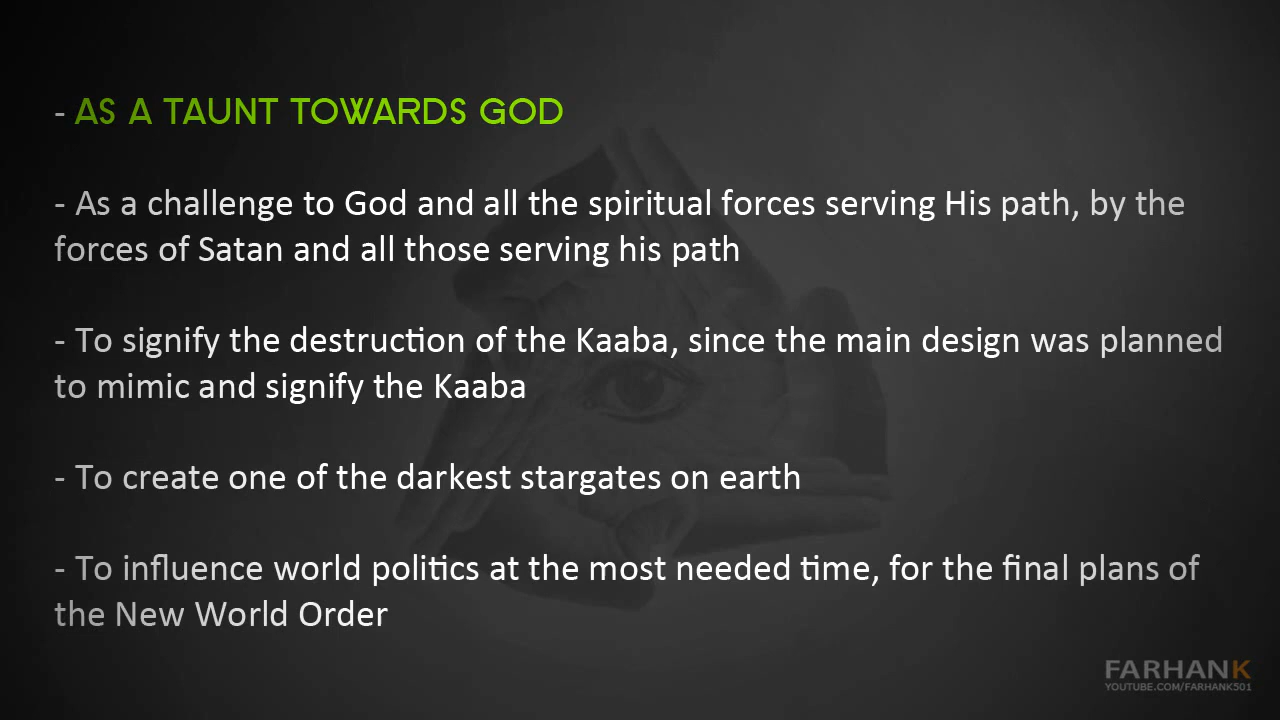 - AS A TAUNT TOWARDS GOD
- As a challenge to God and all the spiritual forces serving His path, by the
forces of Satan and all those serving his path
- To signify the destruction of the Kaaba, since the main design was planned
to mimic and signify the Kaaba
- To create one of the darkest stargates on earth
- To influence world politics at the most needed time, for the final plans of
the New World Order
FARHANK
YOUTUBE.COM/FARHANK501